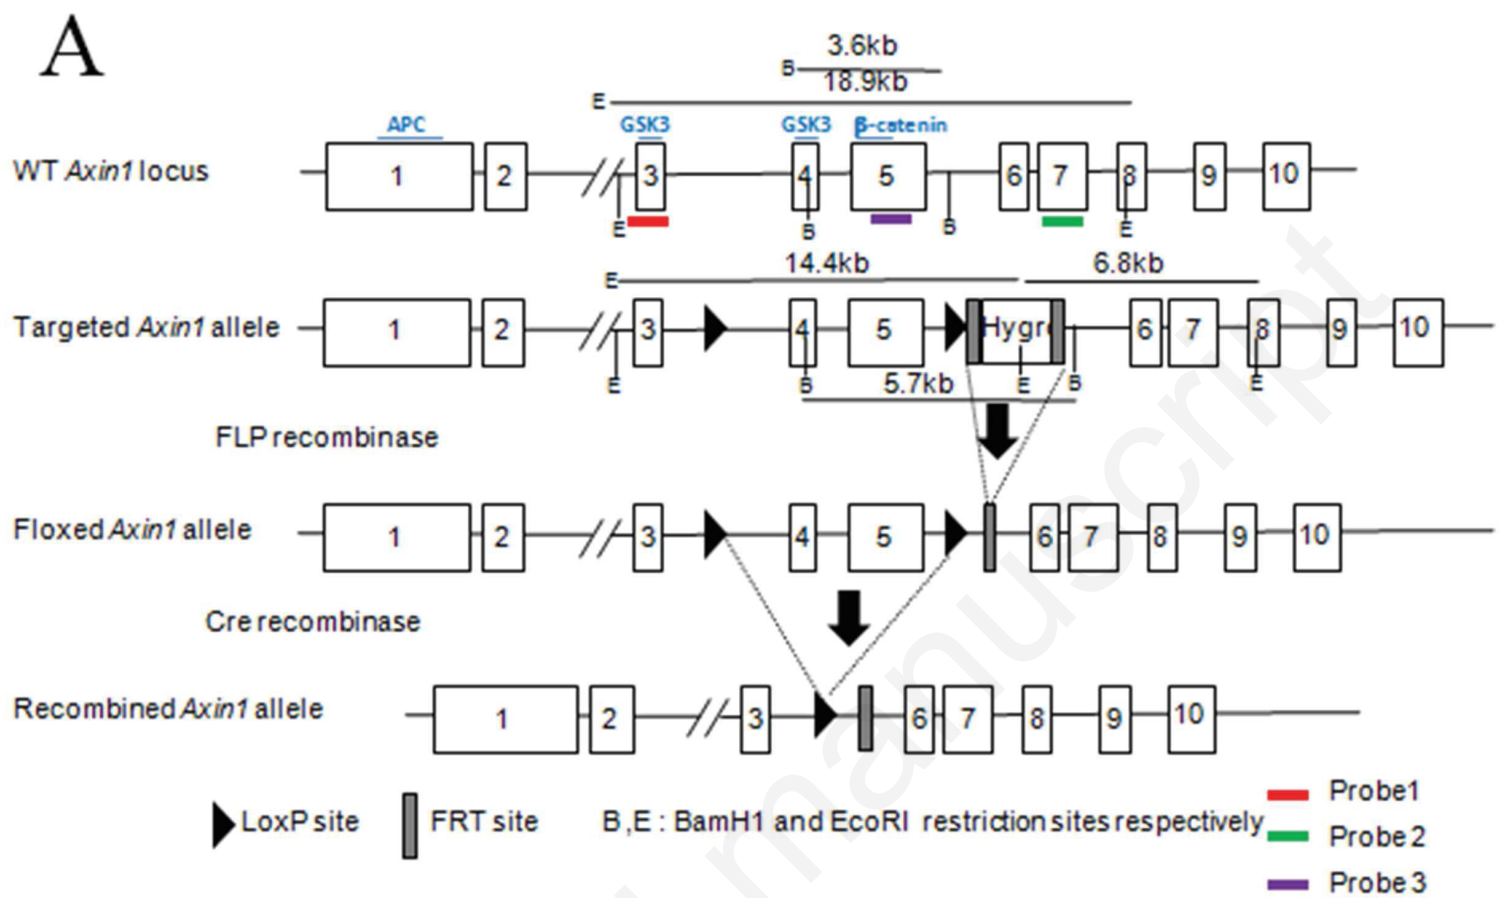 A
3.6kb
B
18.9kb
E
APC GSK3 GSK3 β-catenin
WT Axin1 locus 1 2 3 4 5 6 7 8 9 10
E B B E
14.4kb 6.8kb
E
Targeted Axin1 allele 1 2 3 4 5 Hygro 6 7 8 9 10
E B 5.7kb E B E
FLP recombinase
Floxed Axin1 allele 1 2 3 4 5 6 7 8 9 10
Cre recombinase
Recombined Axin1 allele 1 2 3 6 7 8 9 10
LoxP site FRT site B,E : BamH1 and EcoRI restriction sites respectively
Probe1
Probe 2
Probe 3
manuscript